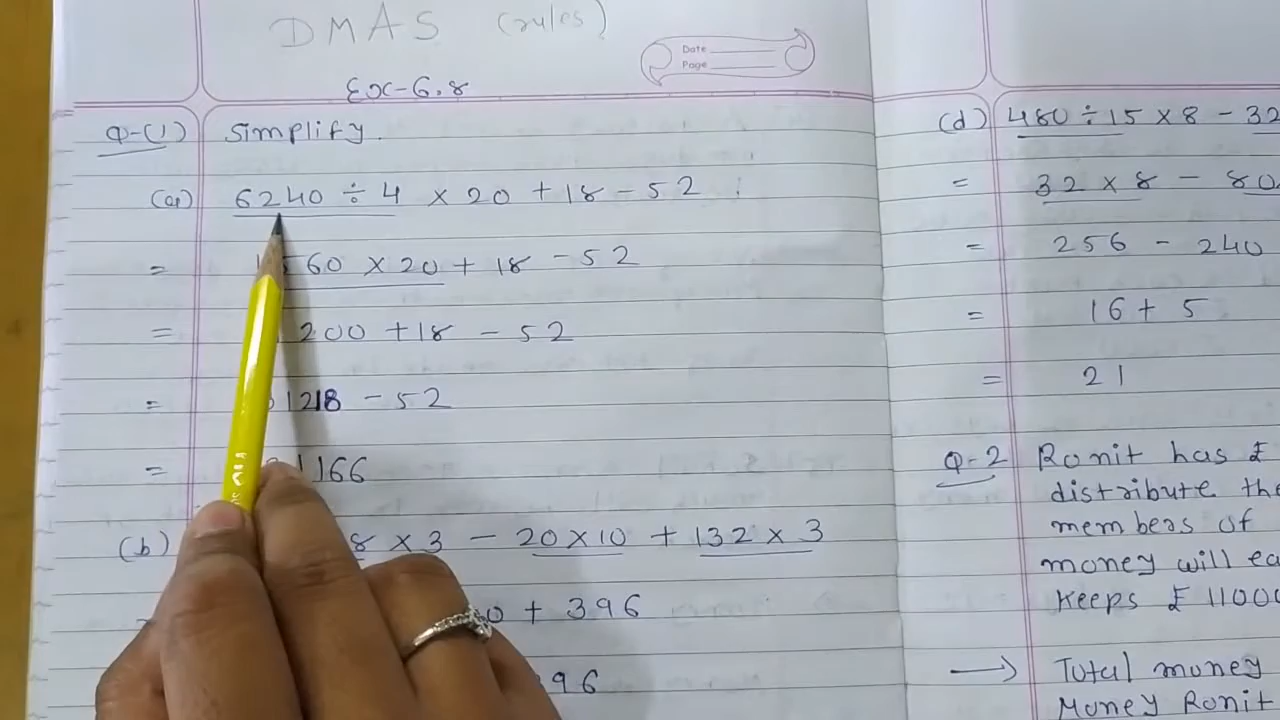 DMAS (rules)
Date
Page
Ex-6.8
Q-(1) Simplify.
(a) 6240 ÷ 4 × 20 + 18 - 52
= 1560 × 20 + 18 - 52
= 200 + 18 - 52
= 1218 - 52
= 1166
(b) 8 × 3 - 20 × 10 + 132 × 3
0 + 396
96
(d) 480 ÷ 15 × 8 - 32
= 32 × 8 - 80
= 256 - 240
= 16 + 5
= 21
Q-2 Ronit has ₤
distribute the
members of
money will ea
keeps ₤ 11000
→ Total money
Money Ronit